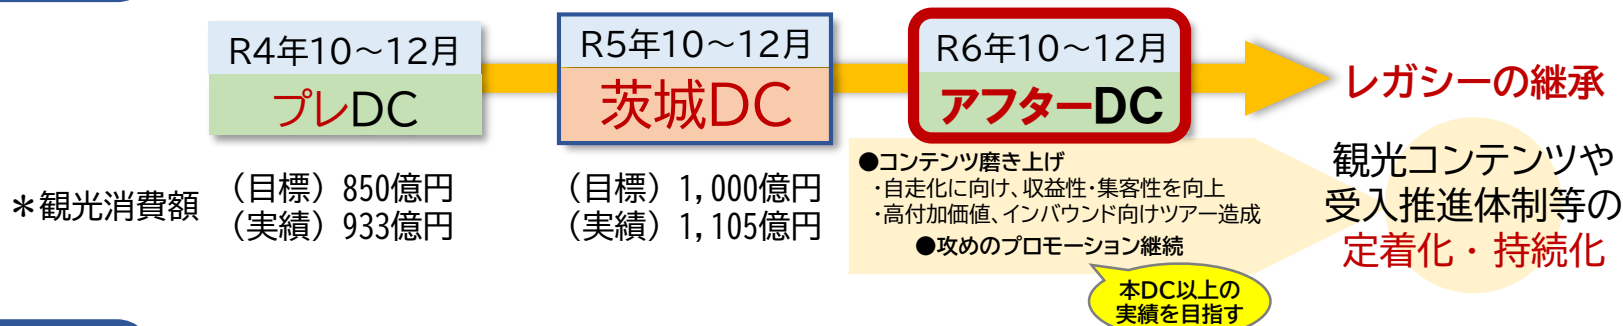 R4年10～12月
プレDC
R5年10～12月
茨城DC
R6年10～12月
アフターDC
レガシーの継承
＊観光消費額
（目標）850億円
（実績）933億円
（目標）1,000億円
（実績）1,105億円
●コンテンツ磨き上げ
・自走化に向け、収益性・集客性を向上
・高付加価値、インバウンド向けツアー造成
●攻めのプロモーション継続
本DC以上の
実績を目指す
観光コンテンツや
受入推進体制等の
定着化・持続化